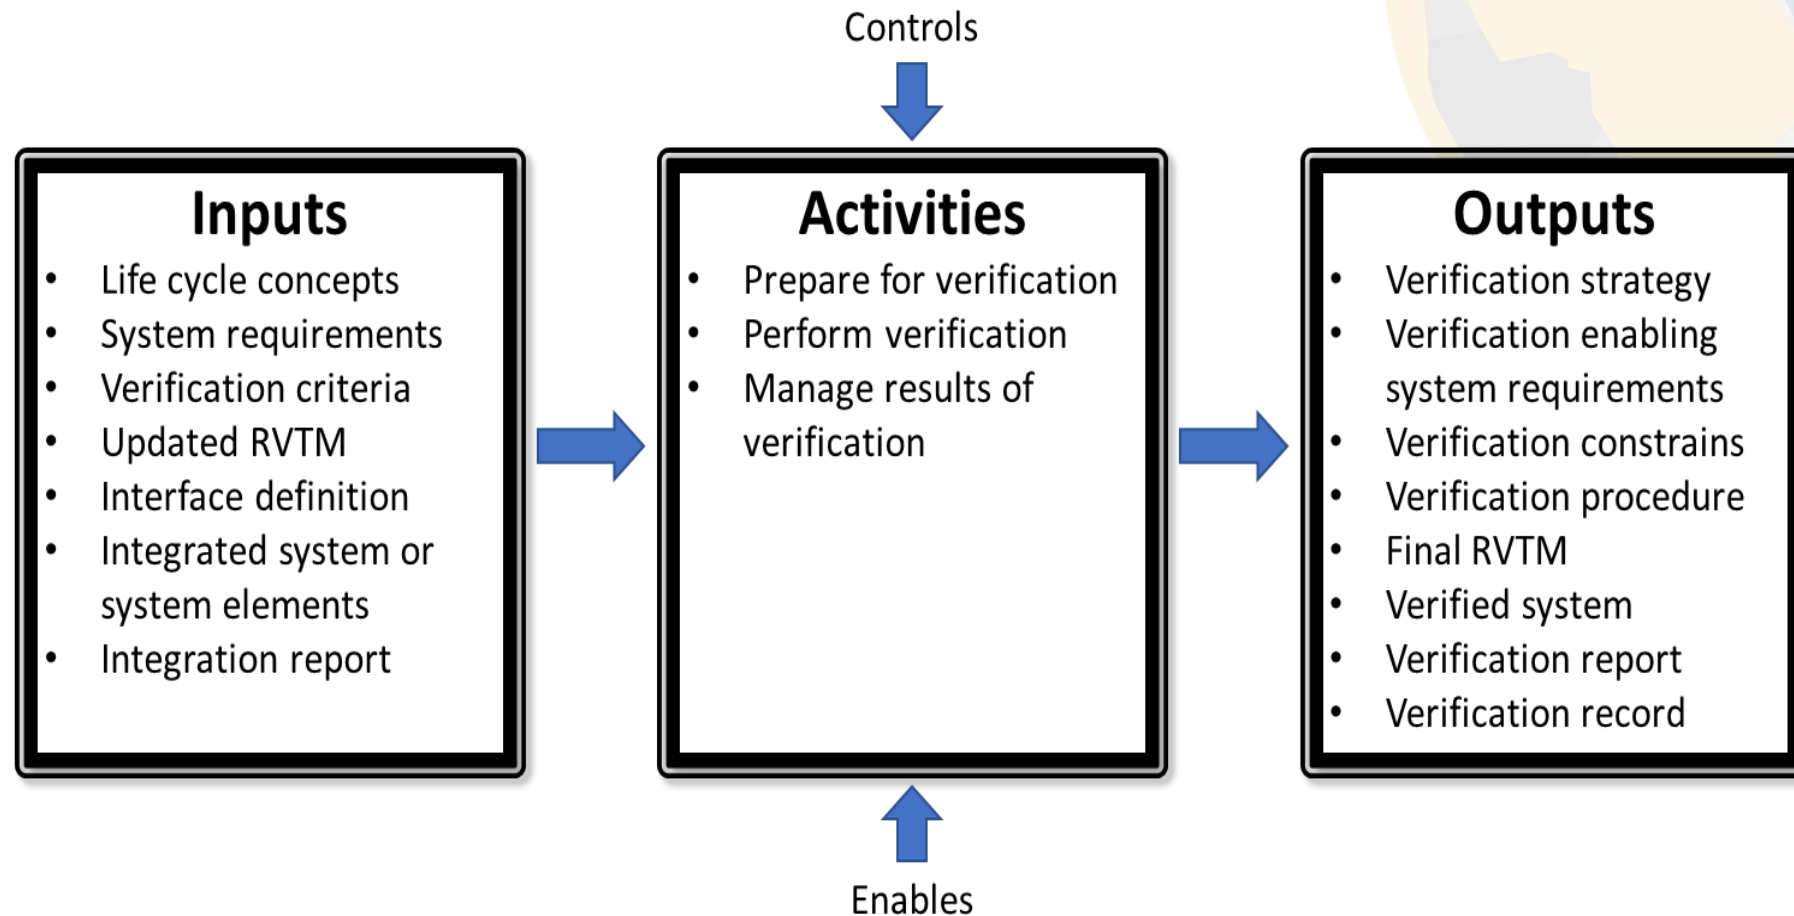 Controls
Inputs
• Life cycle concepts
• System requirements
• Verification criteria
• Updated RVTM
• Interface definition
• Integrated system or
system elements
• Integration report
Activities
• Prepare for verification
• Perform verification
• Manage results of
verification
Outputs
• Verification strategy
• Verification enabling
system requirements
• Verification constrains
• Verification procedure
• Final RVTM
• Verified system
• Verification report
• Verification record
Enables